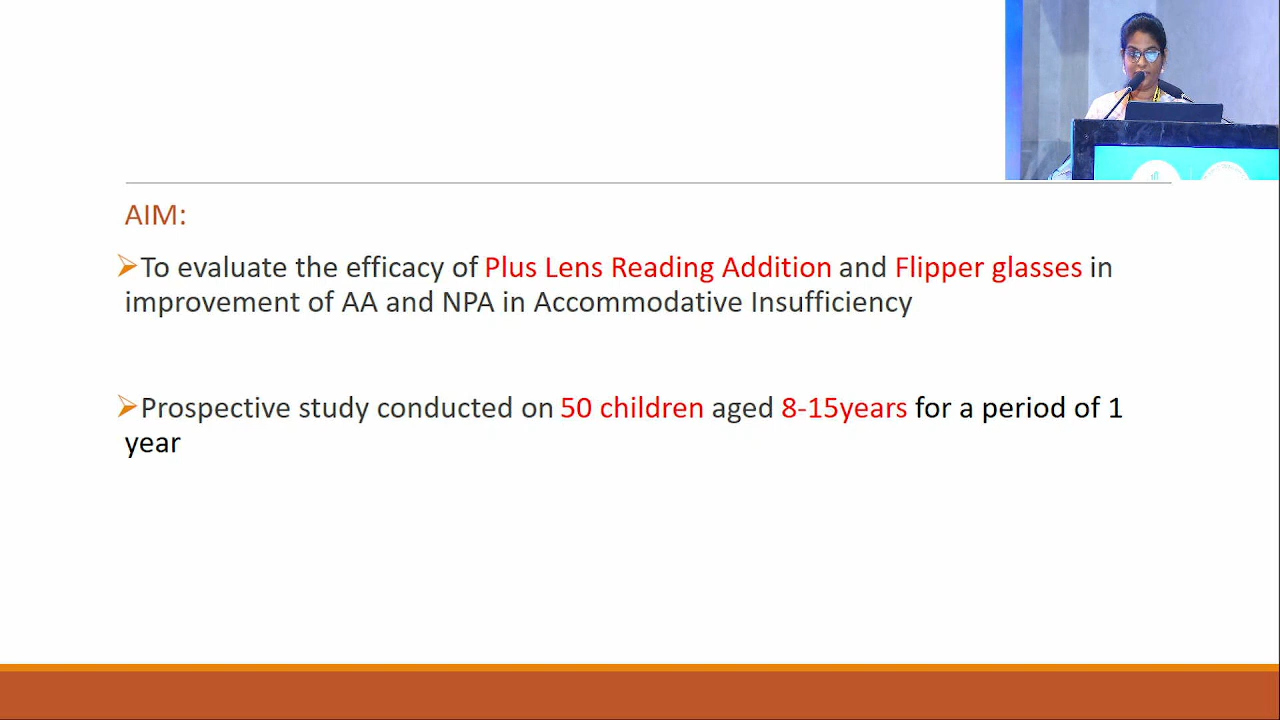 AIM:
➢To evaluate the efficacy of Plus Lens Reading Addition and Flipper glasses in
improvement of AA and NPA in Accommodative Insufficiency
➢Prospective study conducted on 50 children aged 8-15years for a period of 1
year